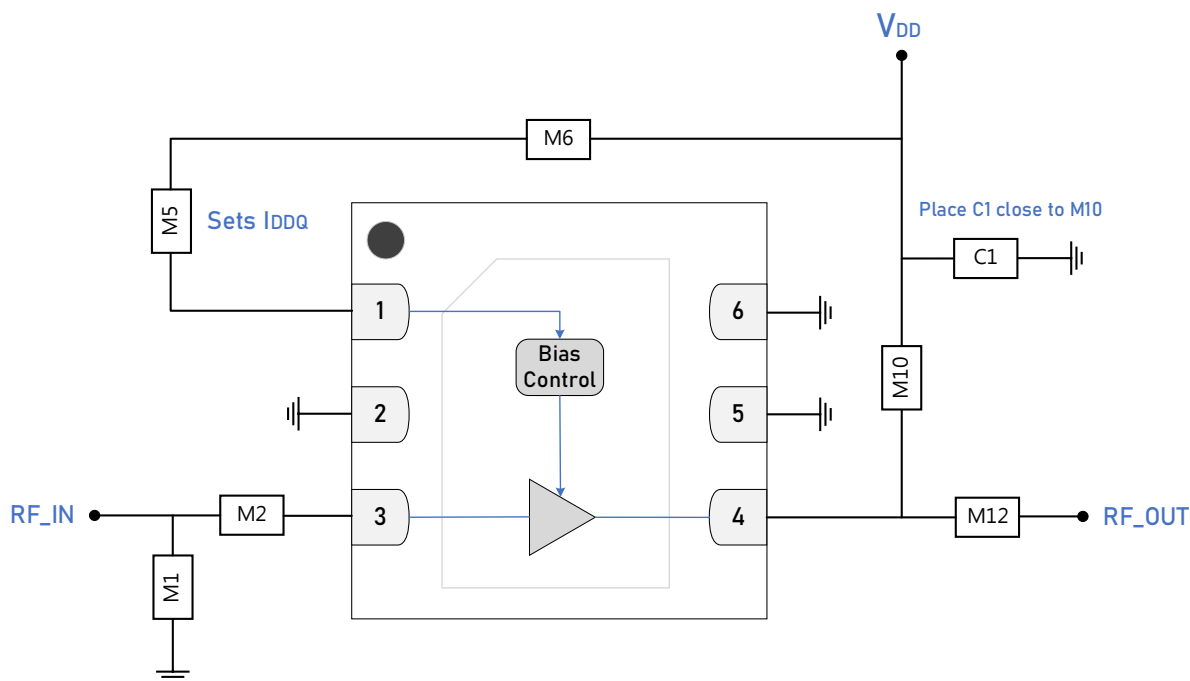 VDD
M6
M5
Sets IDDQ
Place C1 close to M10
C1
1
6
Bias
Control
M10
2
5
RF_IN
M2
3
4
M12
RF_OUT
M1